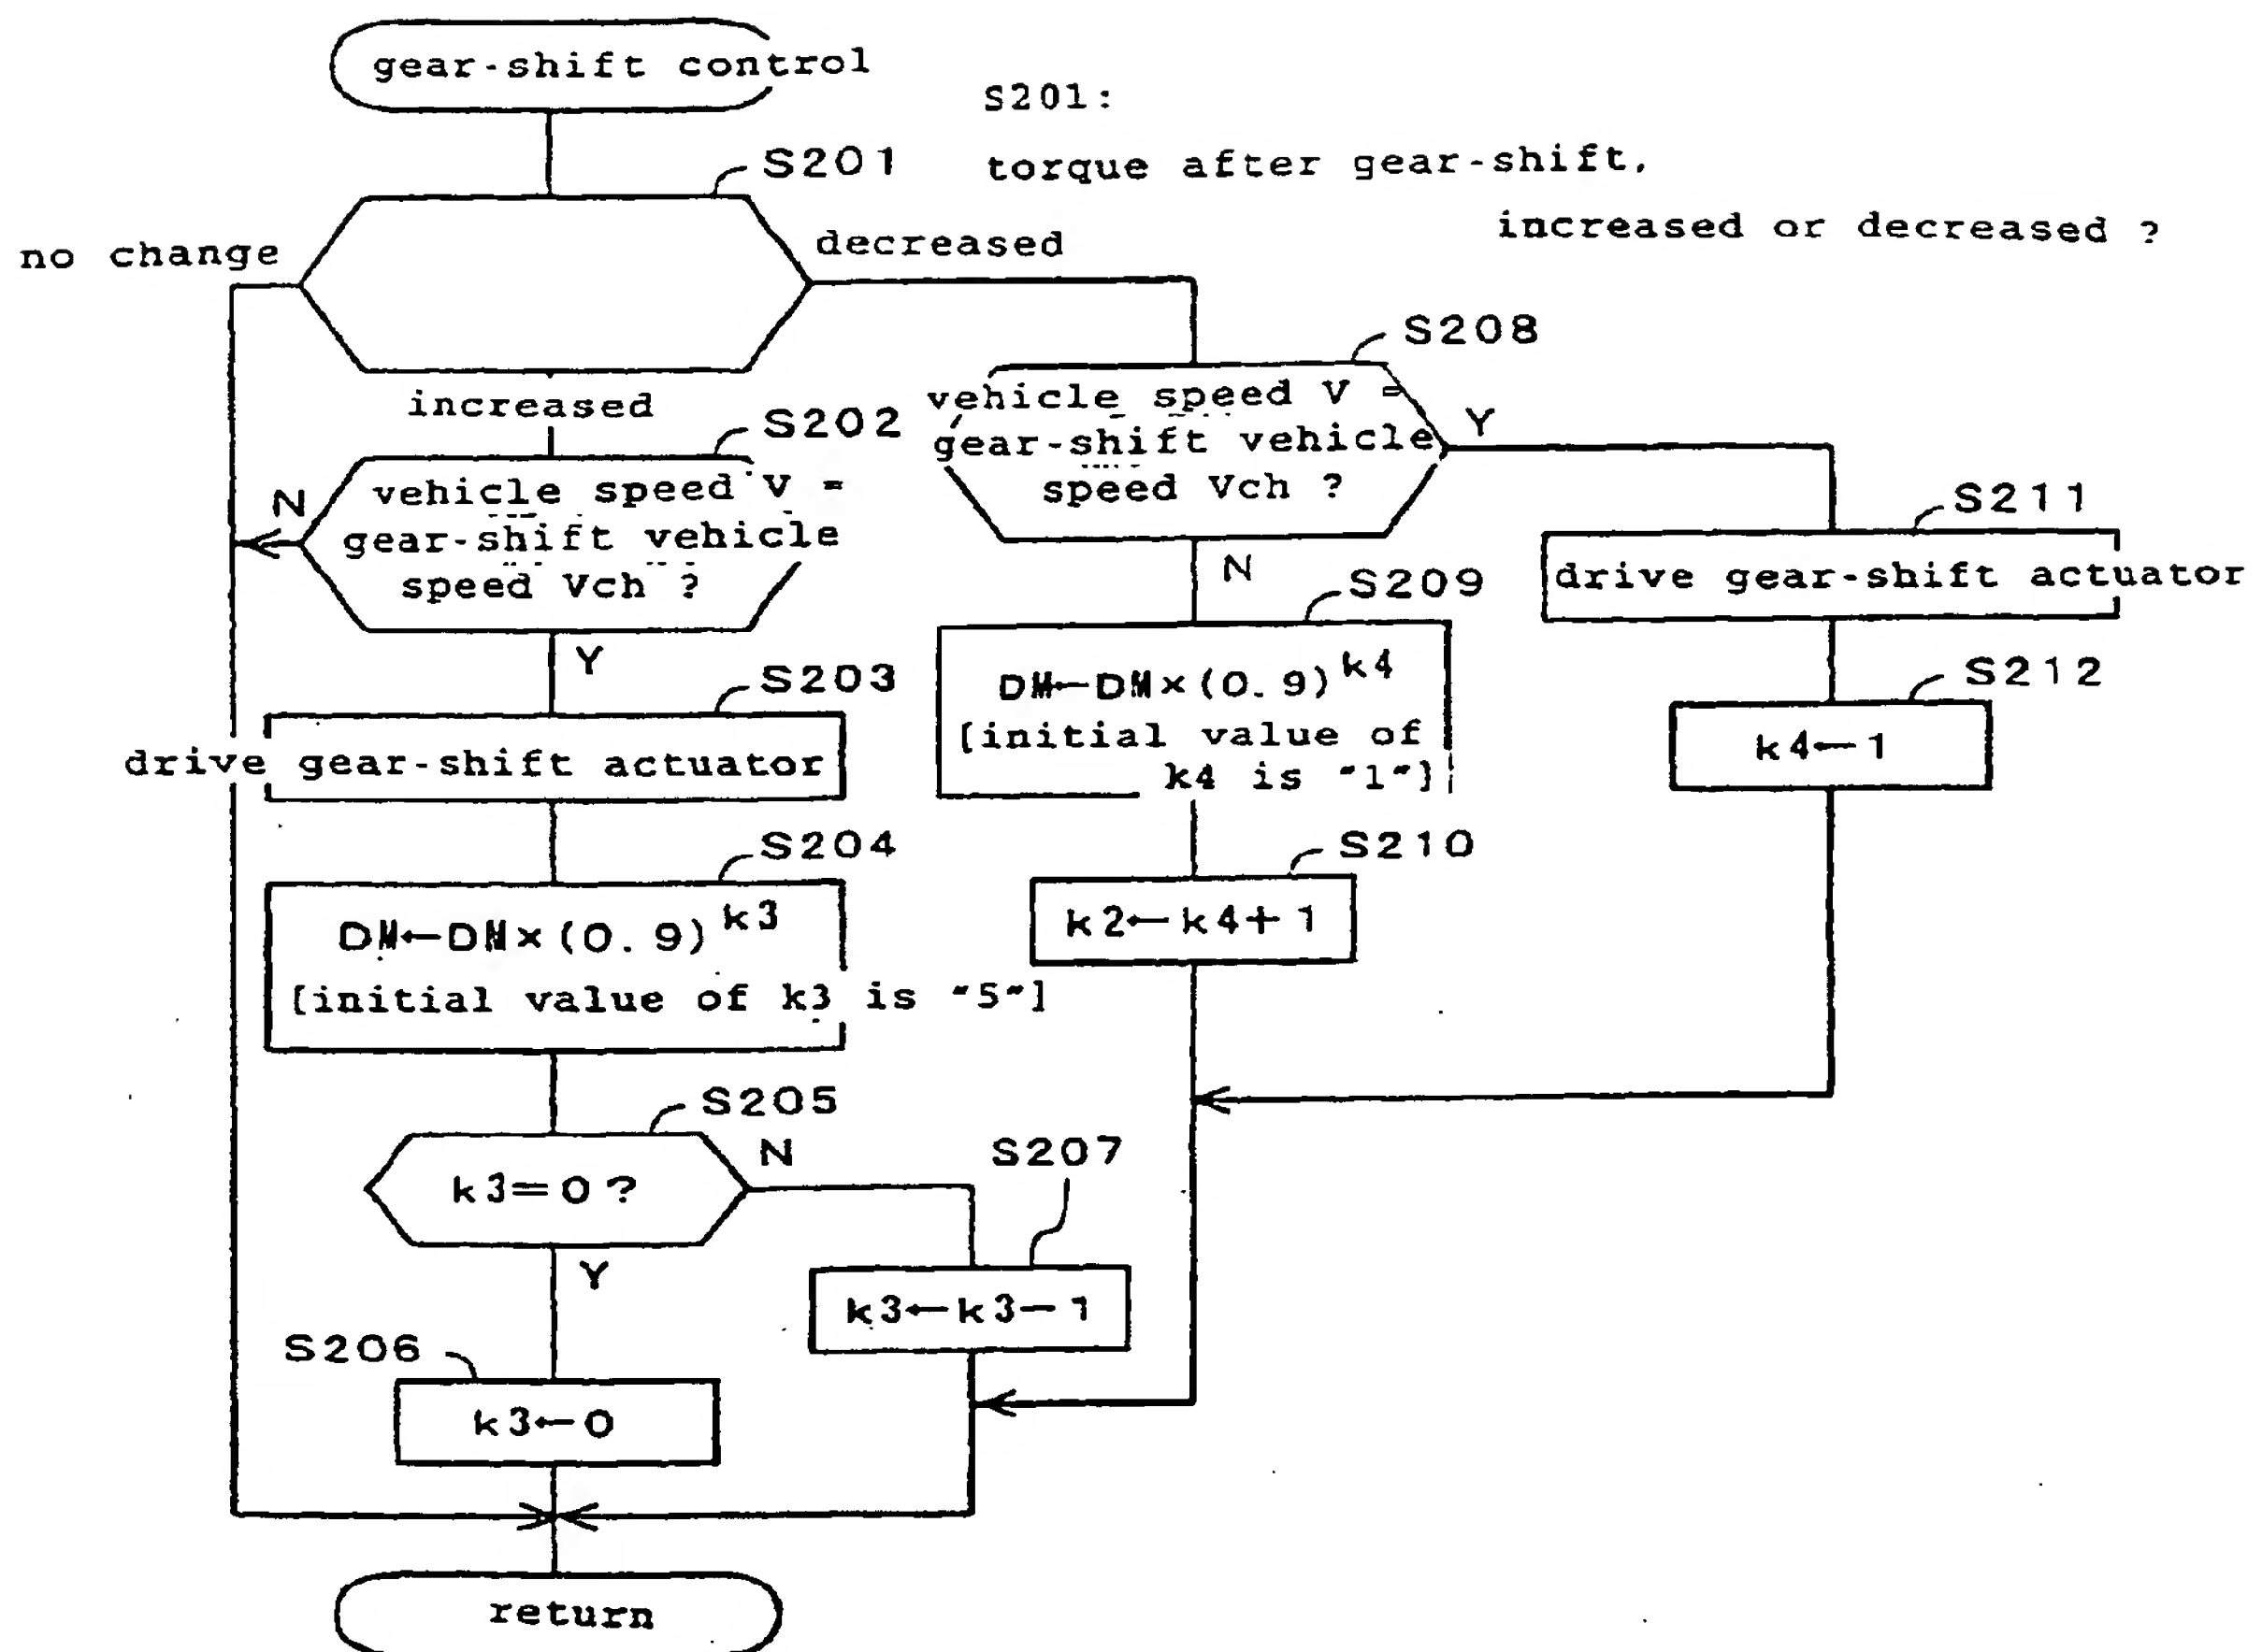 gear-shift control
S201:
S201
torque after gear-shift,
increased or decreased ?
no change
decreased
S208
increased
S202
vehicle speed V =
gear-shift vehicle
speed Vch ?
Y
N
vehicle speed V =
gear-shift vehicle
speed Vch ?
N
Y
S211
drive gear-shift actuator
S209
DM←DM×(0.9)^k4
[initial value of
k4 is "1"]
S212
k4←1
S203
drive gear-shift actuator
S204
DM←DM×(0.9)^k3
[initial value of k3 is "5"]
S210
k2←k4+1
S205
k3=0?
N
Y
S207
k3←k3-1
S206
k3←0
return